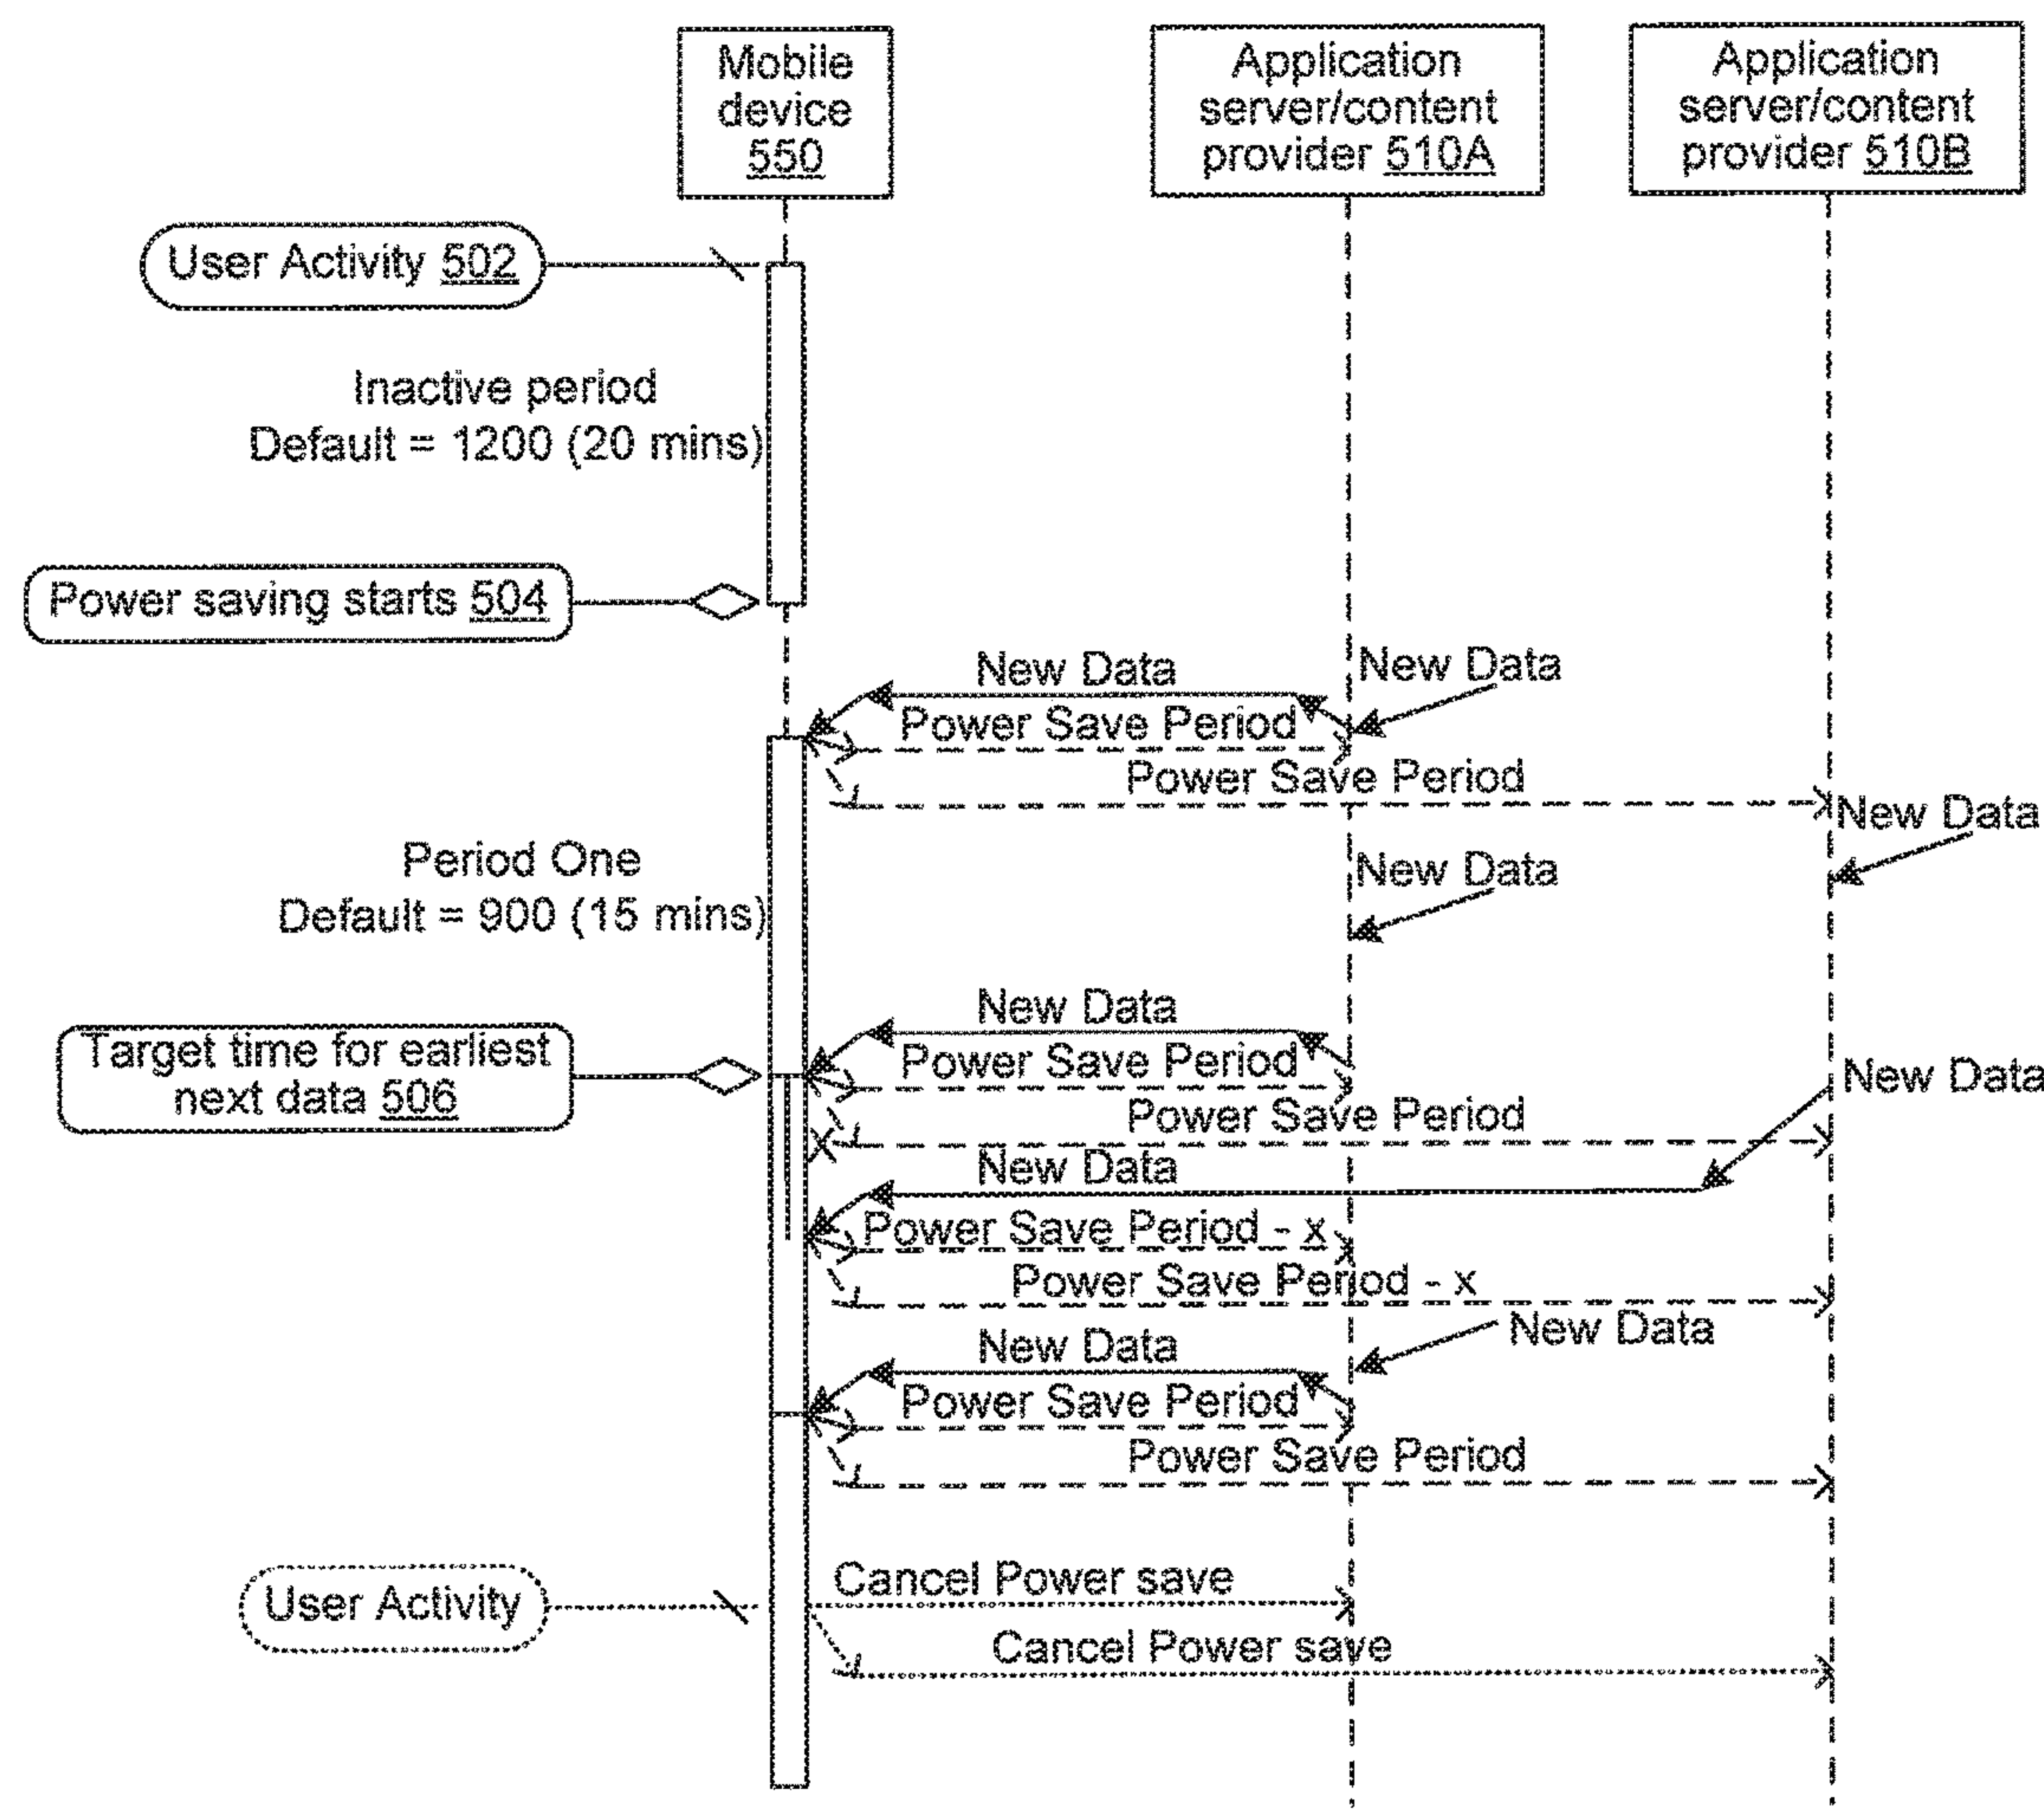 Mobile
device
550
Application
server/content
provider 510A
Application
server/content
provider 510B
User Activity 502
Inactive period
Default = 1200 (20 mins)
Power saving starts 504
New Data
New Data
Power Save Period
Power Save Period
New Data
Period One
Default = 900 (15 mins)
New Data
New Data
Target time for earliest
next data 506
Power Save Period
New Data
Power Save Period
New Data
Power Save Period - x
Power Save Period - x
New Data
New Data
Power Save Period
Power Save Period
User Activity
Cancel Power save
Cancel Power save